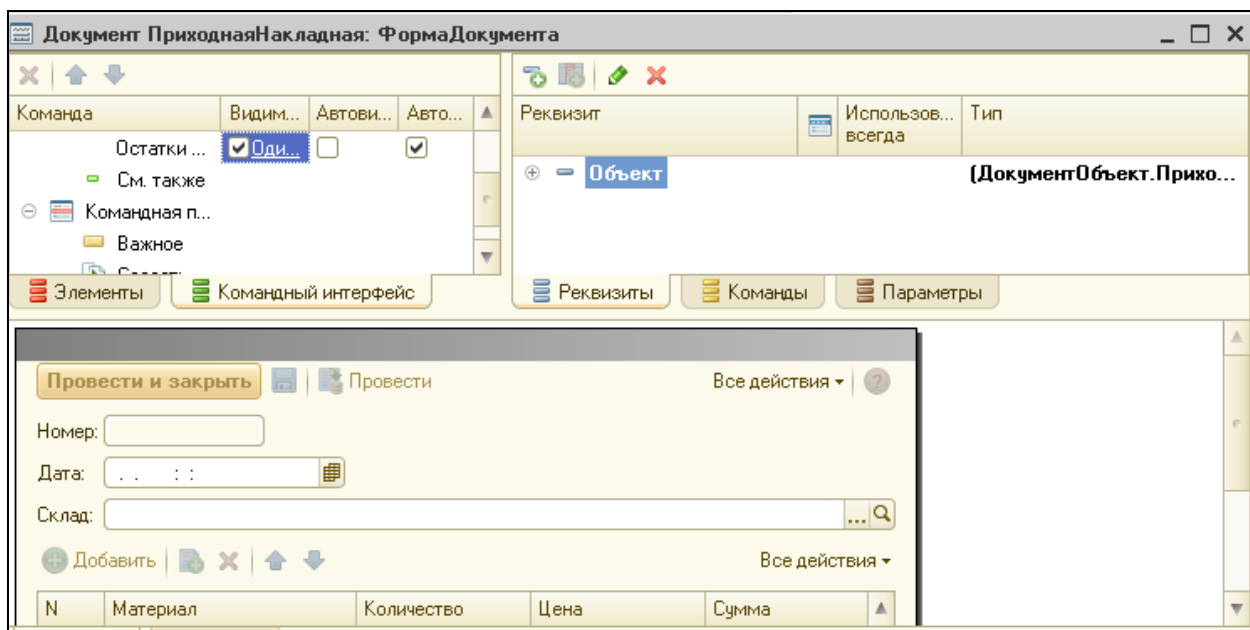 Документ ПриходнаяНакладная: ФормаДокумента
Команда Видим... Автови... Авто...
Остатки ... Оди...
См. также
Командная п...
Важное
Элементы Командный интерфейс
Реквизит Использов... всегда Тип
Объект (ДокументОбъект.Прихо...
Реквизиты Команды Параметры
Провести и закрыть Провести Все действия
Номер:
Дата: . . : :
Склад: ...
Добавить Все действия
N Материал Количество Цена Сумма